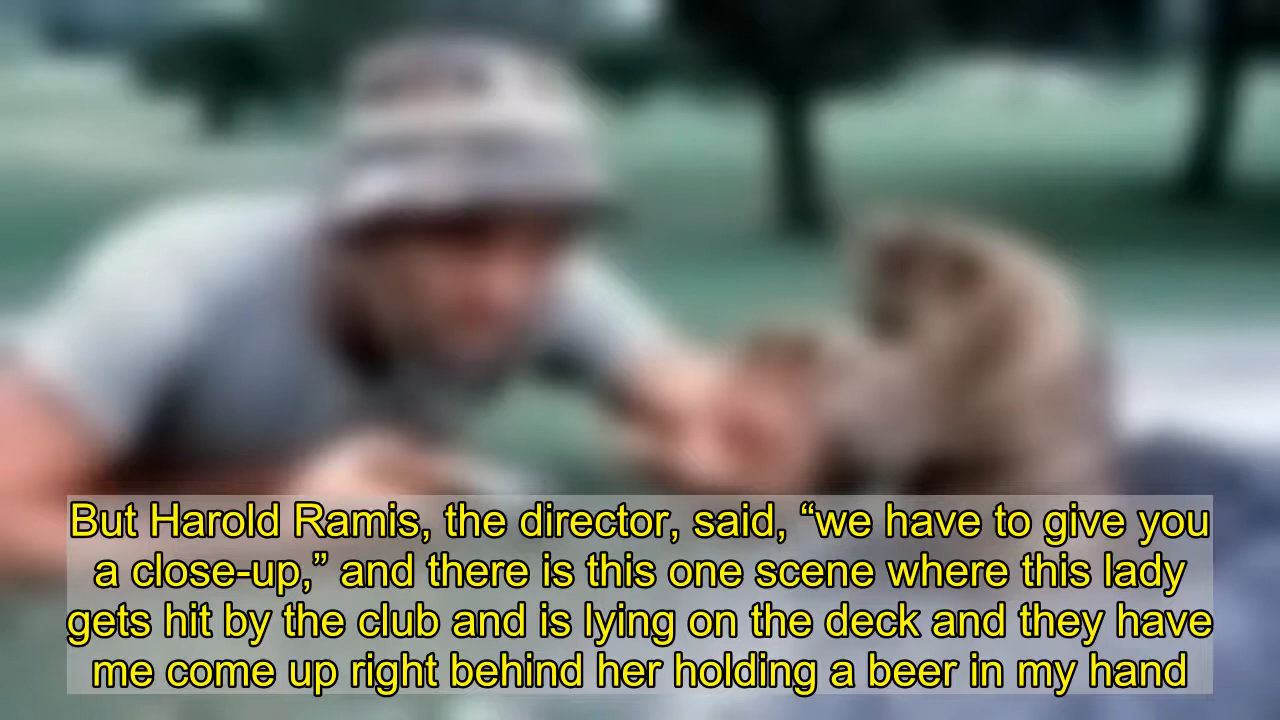 But Harold Ramis, the director, said, “we have to give you
a close-up,” and there is this one scene where this lady
gets hit by the club and is lying on the deck and they have
me come up right behind her holding a beer in my hand